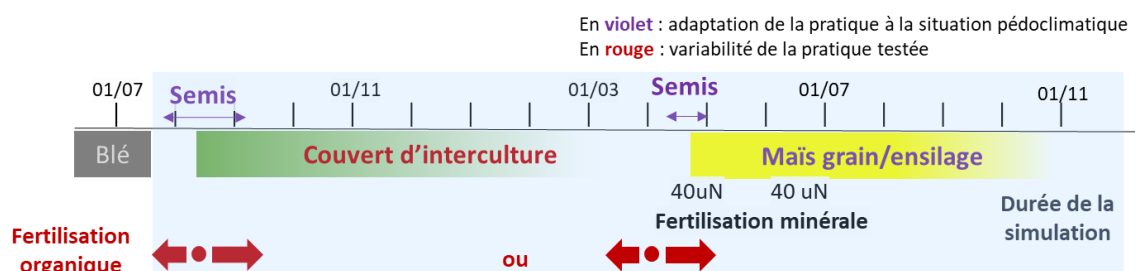 En violet : adaptation de la pratique à la situation pédoclimatique
En rouge : variabilité de la pratique testée
01/07
Semis
01/11
01/03
Semis
01/07
01/11
Blé
Couvert d'interculture
Maïs grain/ensilage
40uN
40 uN
Fertilisation minérale
Durée de la
simulation
Fertilisation
organique
ou